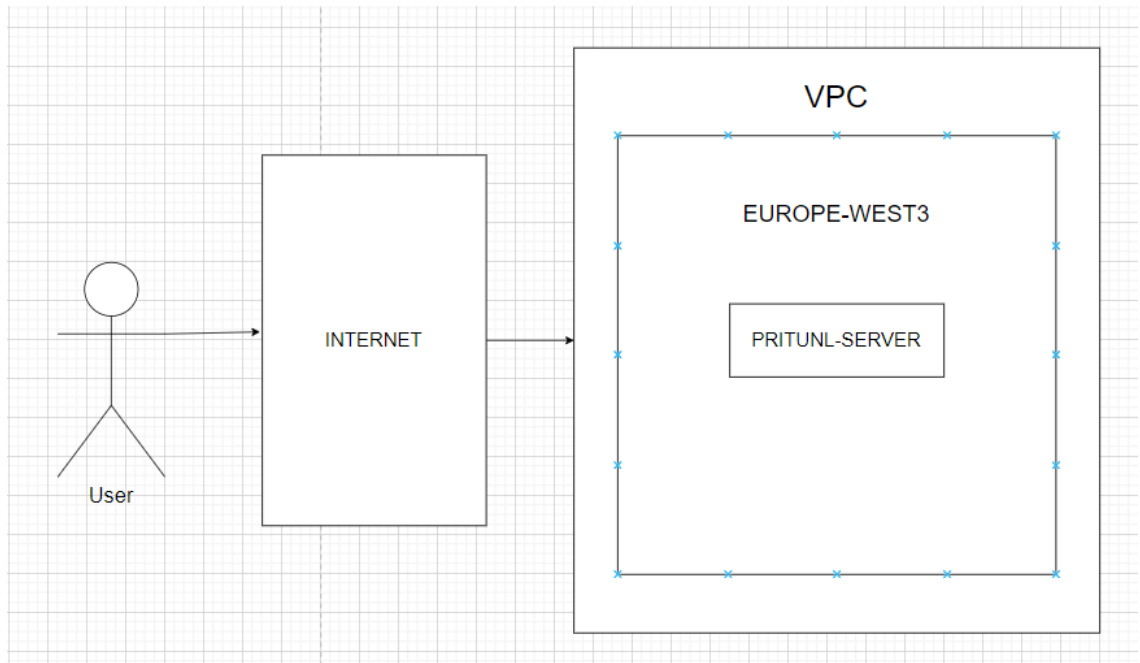 VPC
EUROPE-WEST3
INTERNET
PRITUNL-SERVER
User